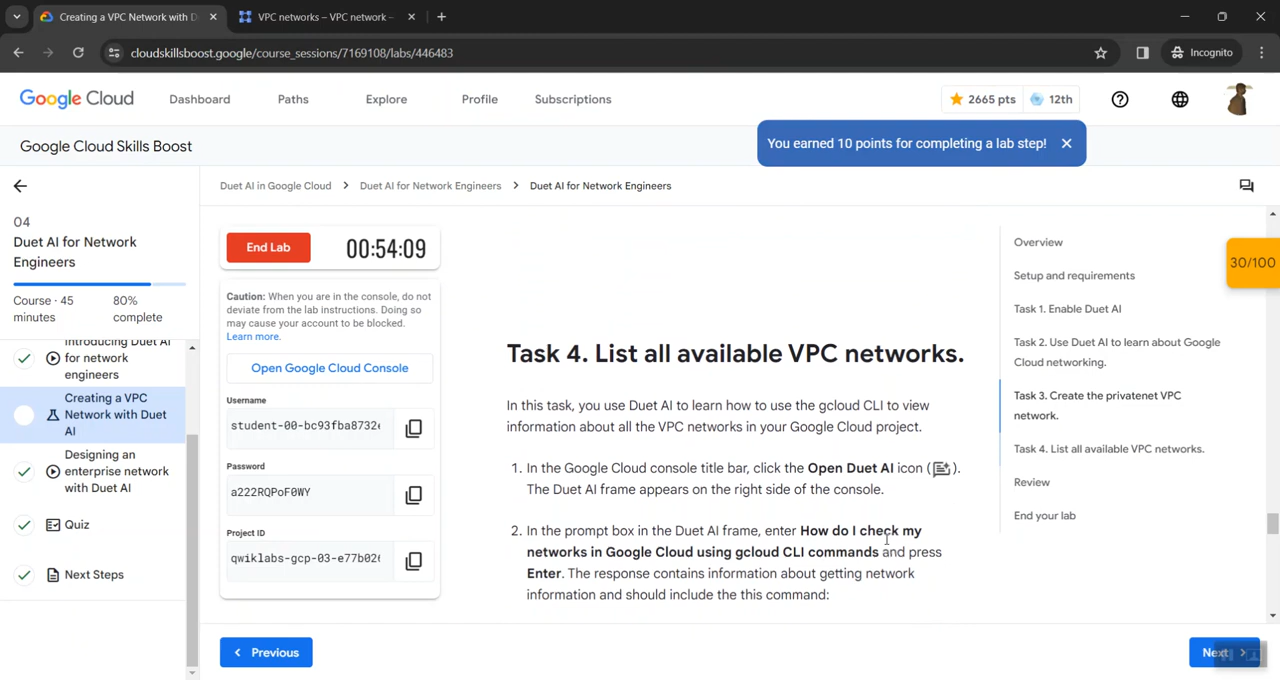 Creating a VPC Network with D
VPC networks – VPC network –
cloudskillsboost.google/course_sessions/7169108/labs/446483
Incognito
Google Cloud
Dashboard
Paths
Explore
Profile
Subscriptions
2665 pts
12th
Google Cloud Skills Boost
You earned 10 points for completing a lab step!
Duet AI in Google Cloud
Duet AI for Network Engineers
Duet AI for Network Engineers
04
Duet AI for Network
Engineers
Course · 45
minutes
80%
complete
Introducing Duet AI
for network
engineers
Creating a VPC
Network with Duet
AI
Designing an
enterprise network
with Duet AI
Quiz
Next Steps
End Lab
00:54:09
Caution: When you are in the console, do not
deviate from the lab instructions. Doing so
may cause your account to be blocked.
Learn more.
Open Google Cloud Console
Username
student-00-bc93fba8732e
Password
a222RQPoF0WY
Project ID
qwiklabs-gcp-03-e77b026
Task 4. List all available VPC networks.
In this task, you use Duet AI to learn how to use the gcloud CLI to view
information about all the VPC networks in your Google Cloud project.
1. In the Google Cloud console title bar, click the Open Duet AI icon ( ).
The Duet AI frame appears on the right side of the console.
2. In the prompt box in the Duet AI frame, enter How do I check my
networks in Google Cloud using gcloud CLI commands and press
Enter. The response contains information about getting network
information and should include the this command:
Overview
Setup and requirements
Task 1. Enable Duet AI
Task 2. Use Duet AI to learn about Google
Cloud networking.
Task 3. Create the privatenet VPC
network.
Task 4. List all available VPC networks.
Review
End your lab
30/100
Previous
Next